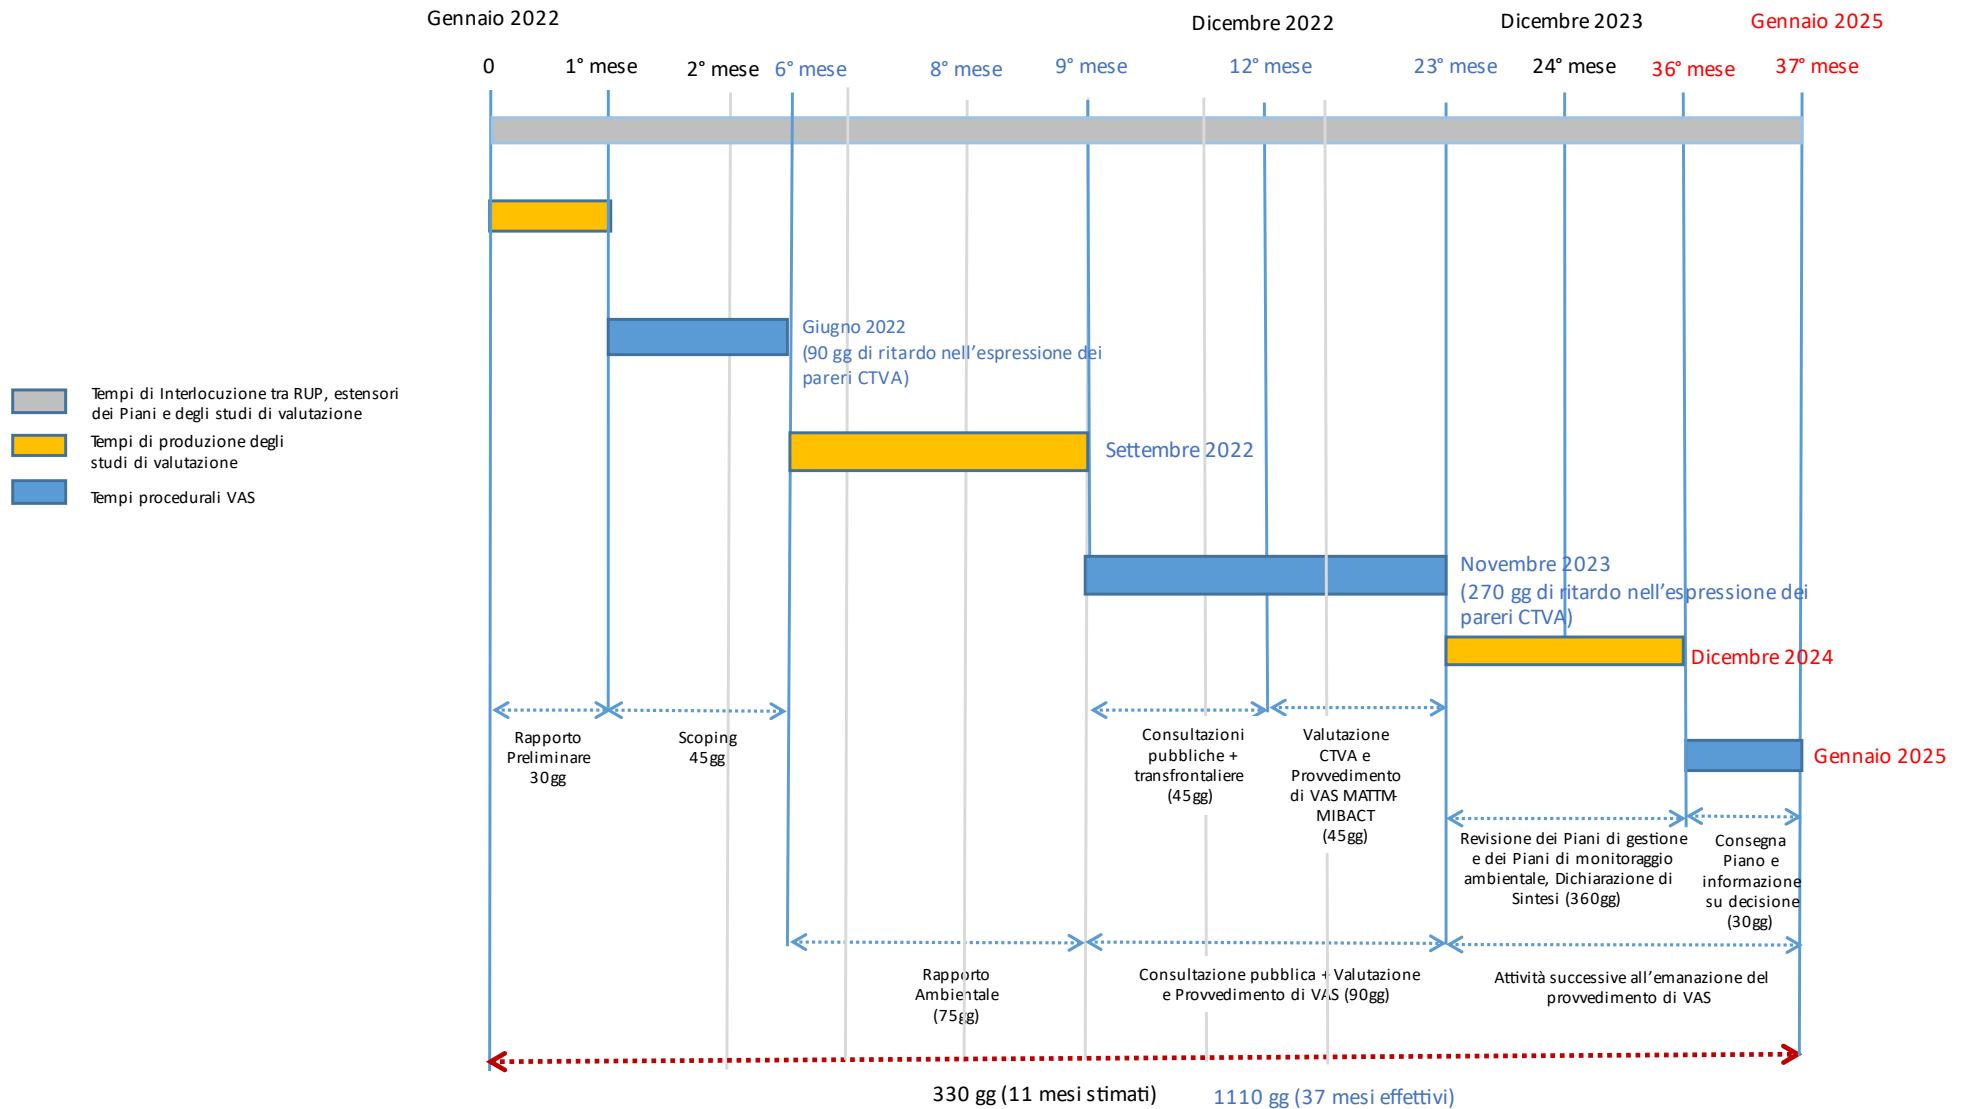 Gennaio 2022
Dicembre 2022
Dicembre 2023
Gennaio 2025
0
1° mese
2° mese
6° mese
8° mese
9° mese
12° mese
23° mese
24° mese
36° mese
37° mese
Giugno 2022
(90 gg di ritardo nell'espressione dei
pareri CTVA)
Tempi di Interlocuzione tra RUP, estensori
dei Piani e degli studi di valutazione
Tempi di produzione degli
studi di valutazione
Tempi procedurali VAS
Settembre 2022
Novembre 2023
(270 gg di ritardo nell'espressione dei
pareri CTVA)
Dicembre 2024
Gennaio 2025
Rapporto
Preliminare
30gg
Scoping
45gg
Consultazioni
pubbliche +
transfrontaliere
(45gg)
Valutazione
CTVA e
Provvedimento
di VAS MATTM-
MIBACT
(45gg)
Revisione dei Piani di gestione
e dei Piani di monitoraggio
ambientale, Dichiarazione di
Sintesi (360gg)
Consegna
Piano e
informazione
su decisione
(30gg)
Rapporto
Ambientale
(75gg)
Consultazione pubblica + Valutazione
e Provvedimento di VAS (90gg)
Attività successive all'emanazione del
provvedimento di VAS
330 gg (11 mesi stimati)
1110 gg (37 mesi effettivi)